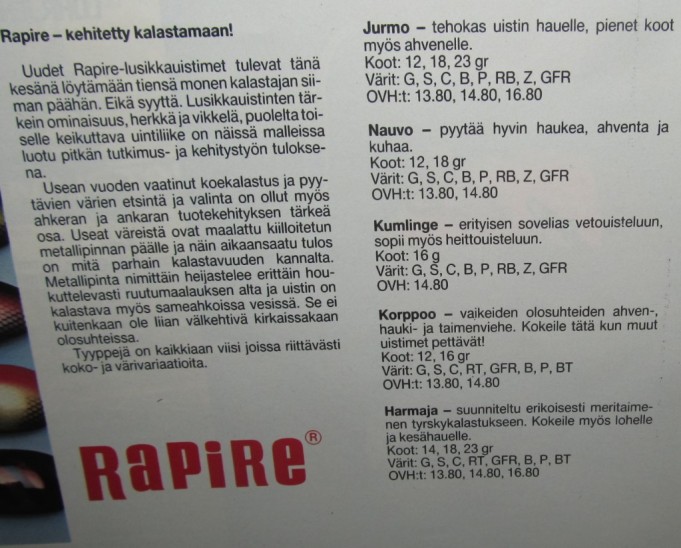 Rapire – kehitetty kalastamaan!
Uudet Rapire-lusikkauistimet tulevat tänä
kesänä löytämään tiensä monen kalastajan sii-
man päähän. Eikä syyttä. Lusikkauistinten tär-
kein ominaisuus, herkkä ja vikkelä, puolelta toi-
selle keikuttava uintiliike on näissä malleissa
luotu pitkän tutkimus- ja kehitystyön tulokse-
na.
Usean vuoden vaatinut koekalastus ja pyy-
tävien värien etsintä ja valinta on ollut myös
ahkeran ja ankaran tuotekehityksen tärkeä
osa. Useat väreistä ovat maalattu kiilloitetun
metallipinnan päälle ja näin aikaansaatu tulos
on mitä parhain kalastavuuden kannalta.
Metallipinta nimittäin heijastelee erittäin hou-
kuttelevasti ruutumaalauksen alta ja uistin on
kalastava myös sameahkoissa vesissä. Se ei
kuitenkaan ole liian välkehtivä kirkaissakaan
olosuhteissa.
Tyyppejä on kaikkiaan viisi joissa riittävästi
koko- ja värivariaatioita.
RaPiRe®
Jurmo – tehokas uistin hauelle, pienet koot
myös ahvenelle.
Koot: 12, 18, 23 gr
Värit: G, S, C, B, P, RB, Z, GFR
OVH:t: 13.80, 14.80, 16.80
Nauvo – pyytää hyvin haukea, ahventa ja
kuhaa.
Koot: 12, 18 gr
Värit: G, S, C, B, P, RB, Z, GFR
OVH:t: 13.80, 14.80
Kumlinge – erityisen sovelias vetouisteluun,
sopii myös heittouisteluun.
Koot: 16 g
Värit: G, S, C, B, P, RB, Z, GFR
OVH: 14.80
Korppoo – vaikeiden olosuhteiden ahven-,
hauki- ja taimenviehe. Kokeile tätä kun muut
uistimet pettävät!
Koot: 12, 16 gr
Värit: G, S, C, RT, GFR, B, P, BT
OVH:t: 13.80, 14.80
Harmaja – suunniteltu erikoisesti meritaime-
nen tyrskykalastukseen. Kokeile myös lohelle
ja kesähauelle.
Koot: 14, 18, 23 gr
Värit: G, S, C, RT, GFR, B, P, BT
OVH:t: 13.80, 14.80, 16.80